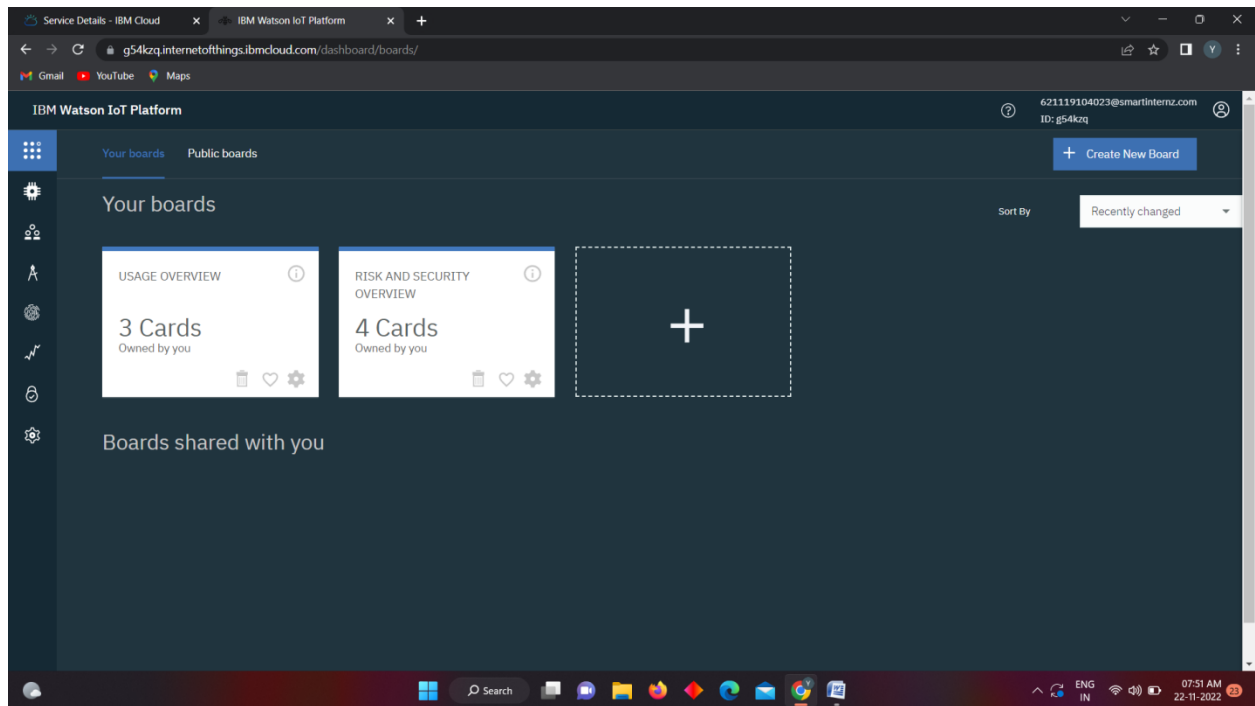 Service Details - IBM Cloud
IBM Watson IoT Platform
g54kzq.internetofthings.ibmcloud.com/dashboard/boards/
Y
Gmail
YouTube
Maps
IBM Watson IoT Platform
621119104023@smartinternz.com
ID: g54kzq
Your boards
Public boards
Create New Board
Your boards
Sort By
Recently changed
USAGE OVERVIEW
3 Cards
Owned by you
RISK AND SECURITY
OVERVIEW
4 Cards
Owned by you
Boards shared with you
Search
ENG
IN
07:51 AM
22-11-2022
23